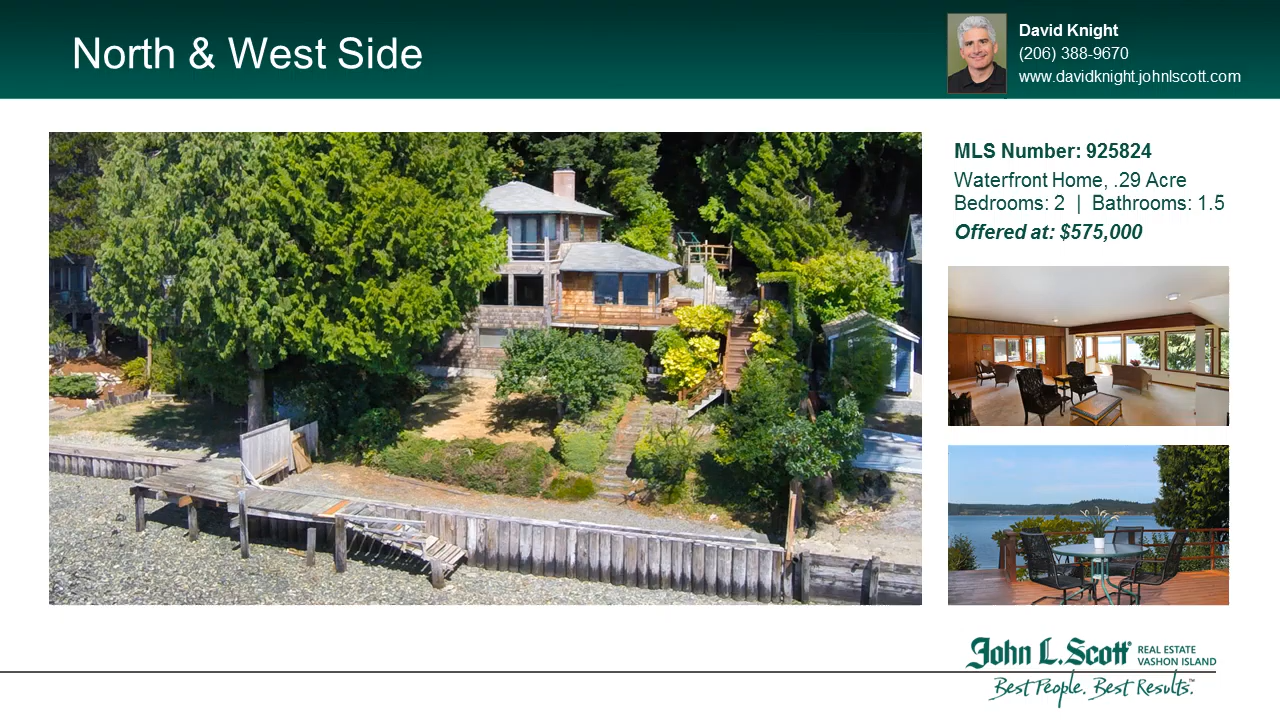 North & West Side
David Knight
(206) 388-9670
www.davidknight.johnlscott.com
MLS Number: 925824
Waterfront Home, .29 Acre
Bedrooms: 2 | Bathrooms: 1.5
Offered at: $575,000
John L. Scott® REAL ESTATE
VASHON ISLAND
Best People. Best Results.™